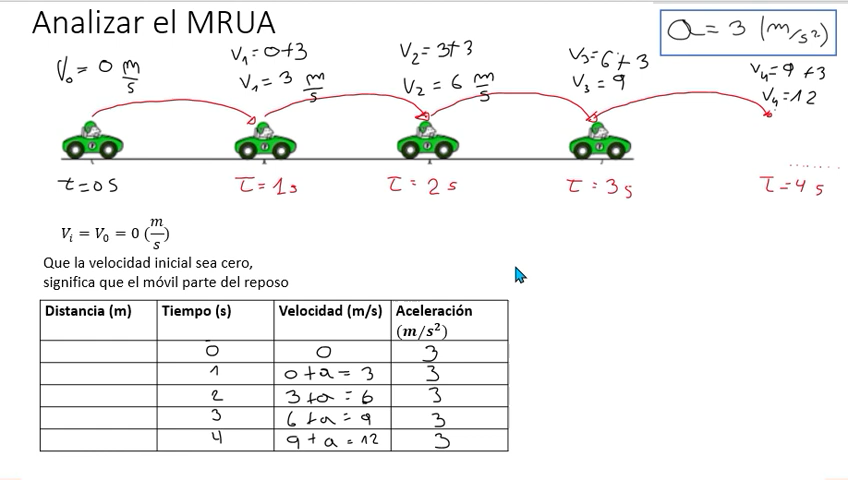 Analizar el MRUA
a = 3 (m/s²)
V₀ = 0 m/s
V₁ = 0+3
V₁ = 3 m/s
V₂ = 3+3
V₂ = 6 m/s
V₃ = 6 + 3
V₃ = 9
V₄ = 9 + 3
V₄ = 12
t = 0 s
T = 1 s
T = 2 s
T = 3 s
T = 4 s
Vᵢ = V₀ = 0 (m/s)
Que la velocidad inicial sea cero,
significa que el móvil parte del reposo
Distancia (m) Tiempo (s) Velocidad (m/s) Aceleración (m/s²)
0 0 3
1 0 + a = 3 3
2 3 + a = 6 3
3 6 + a = 9 3
4 9 + a = 12 3